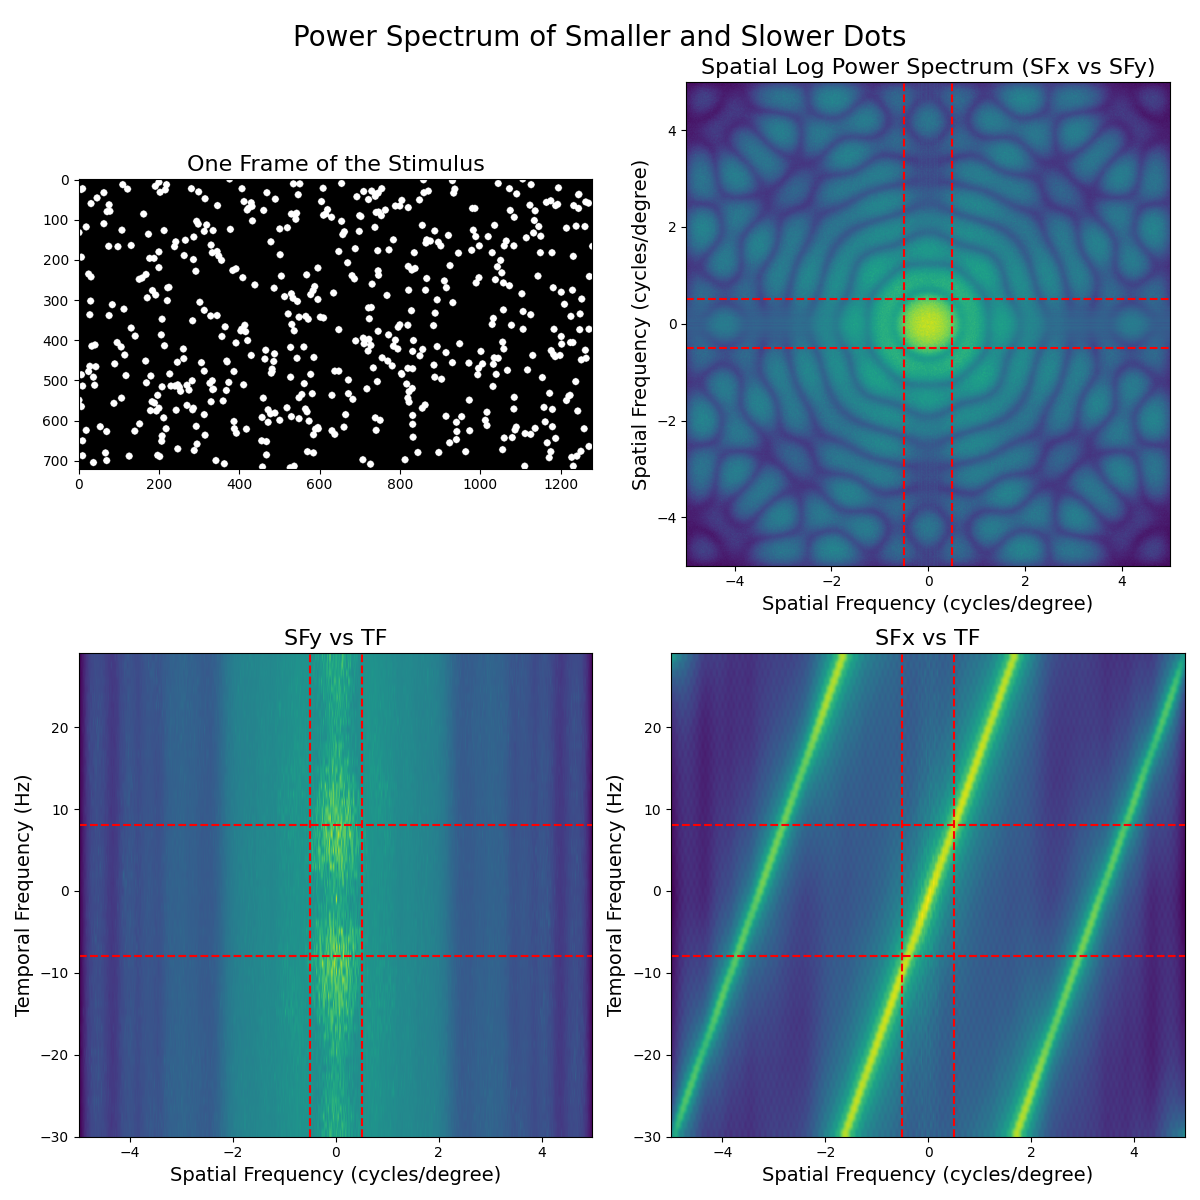 Power Spectrum of Smaller and Slower Dots
One Frame of the Stimulus
0
100
200
300
400
500
600
700
0 200 400 600 800 1000 1200
Spatial Log Power Spectrum (SFx vs SFy)
Spatial Frequency (cycles/degree)
4
2
0
−2
−4
−4 −2 0 2 4
Spatial Frequency (cycles/degree)
SFy vs TF
Temporal Frequency (Hz)
20
10
0
−10
−20
−30
−4 −2 0 2 4
Spatial Frequency (cycles/degree)
SFx vs TF
Temporal Frequency (Hz)
20
10
0
−10
−20
−30
−4 −2 0 2 4
Spatial Frequency (cycles/degree)